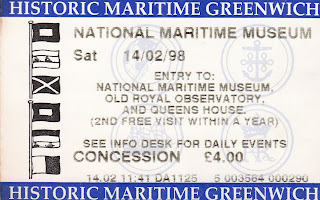 HISTORIC MARITIME GREENWICH
NATIONAL MARITIME MUSEUM
Sat 14/02/98
ENTRY TO:
NATIONAL MARITIME MUSEUM,
OLD ROYAL OBSERVATORY,
AND QUEENS HOUSE.
(2ND FREE VISIT WITHIN A YEAR)
SEE INFO DESK FOR DAILY EVENTS
CONCESSION £4.00
14.02 11:41 DA1125 5 003564 000290
HISTORIC MARITIME GREENWICH